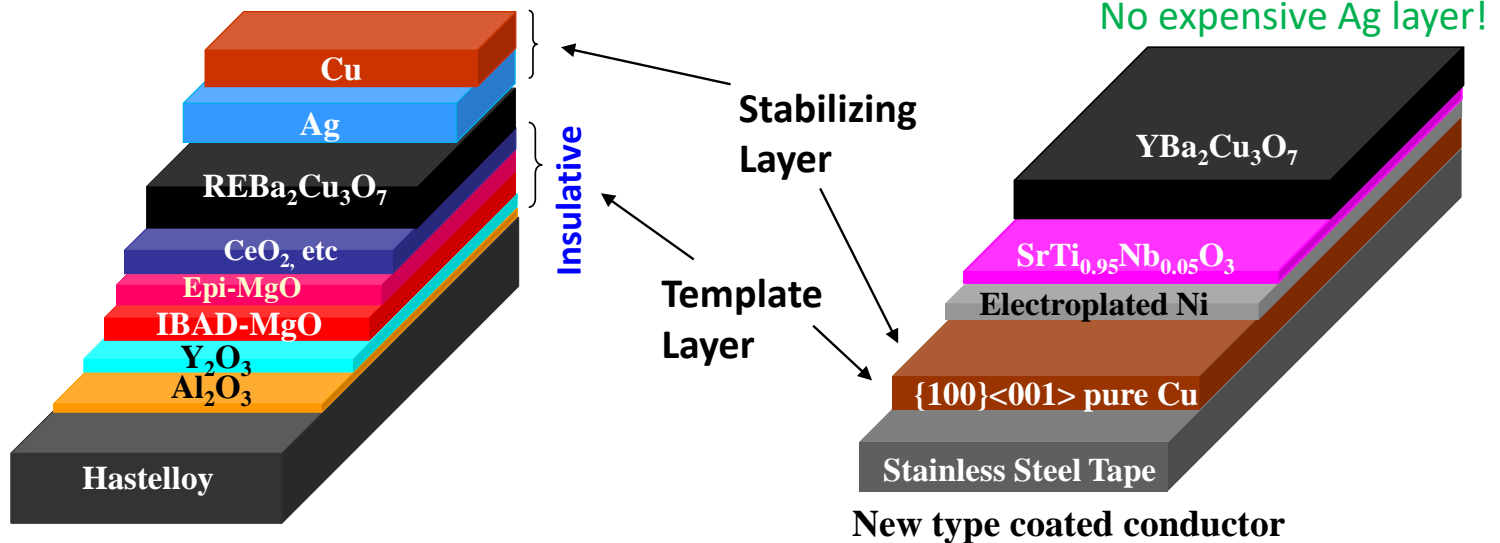 Cu
Ag
REBa₂Cu₃O₇
CeO₂, etc
Epi-MgO
IBAD-MgO
Y₂O₃
Al₂O₃
Hastelloy
Insulative
Stabilizing
Layer
Template
Layer
No expensive Ag layer!
YBa₂Cu₃O₇
SrTi₀.₉₅Nb₀.₀₅O₃
Electroplated Ni
{100}<001> pure Cu
Stainless Steel Tape
New type coated conductor